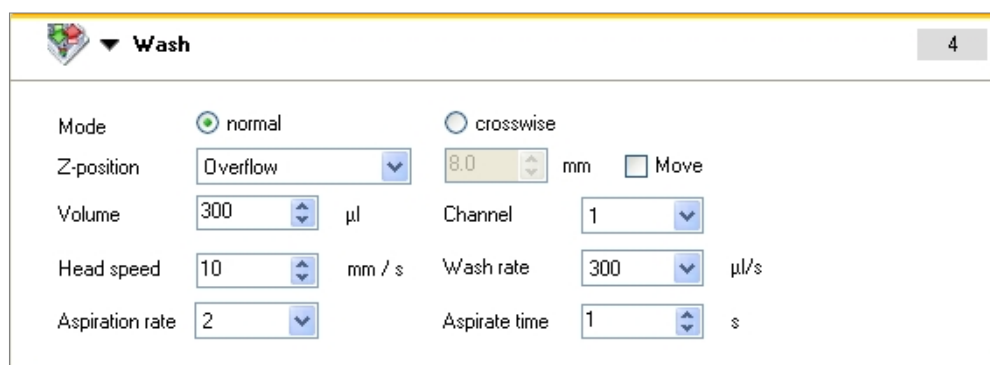 Wash 4
Mode normal crosswise
Z-position Overflow 8.0 mm Move
Volume 300 µl Channel 1
Head speed 10 mm / s Wash rate 300 µl/s
Aspiration rate 2 Aspirate time 1 s